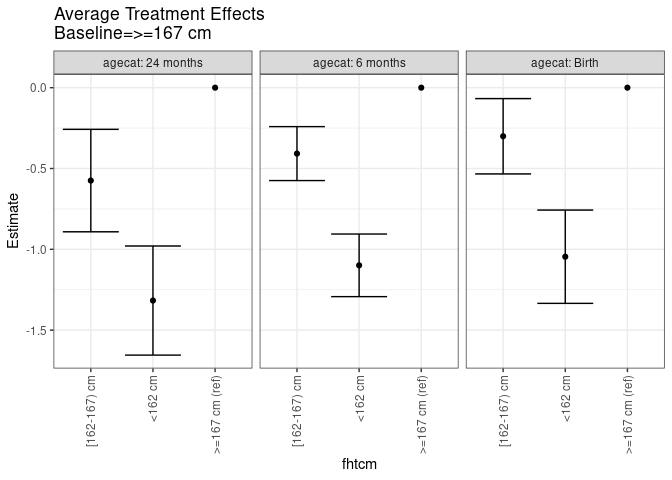 Average Treatment Effects
Baseline=>=167 cm
agecat: 24 months
agecat: 6 months
agecat: Birth
0.0
-0.5
-1.0
-1.5
Estimate
[162-167) cm
<162 cm
>=167 cm (ref)
[162-167) cm
<162 cm
>=167 cm (ref)
[162-167) cm
<162 cm
>=167 cm (ref)
fhtcm